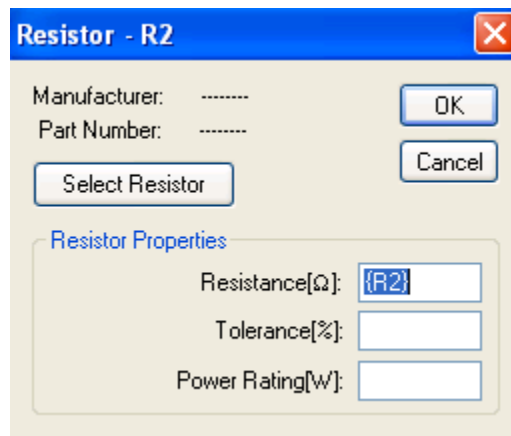 Resistor - R2
Manufacturer: --------
OK
Part Number: --------
Cancel
Select Resistor
Resistor Properties
Resistance[Ω]: {R2}
Tolerance[%]:
Power Rating[W]: